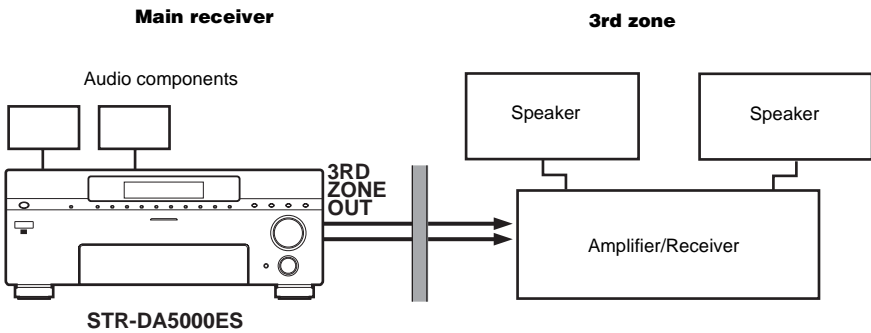 Main receiver
3rd zone
Audio components
Speaker
Speaker
3RD
ZONE
OUT
Amplifier/Receiver
STR-DA5000ES